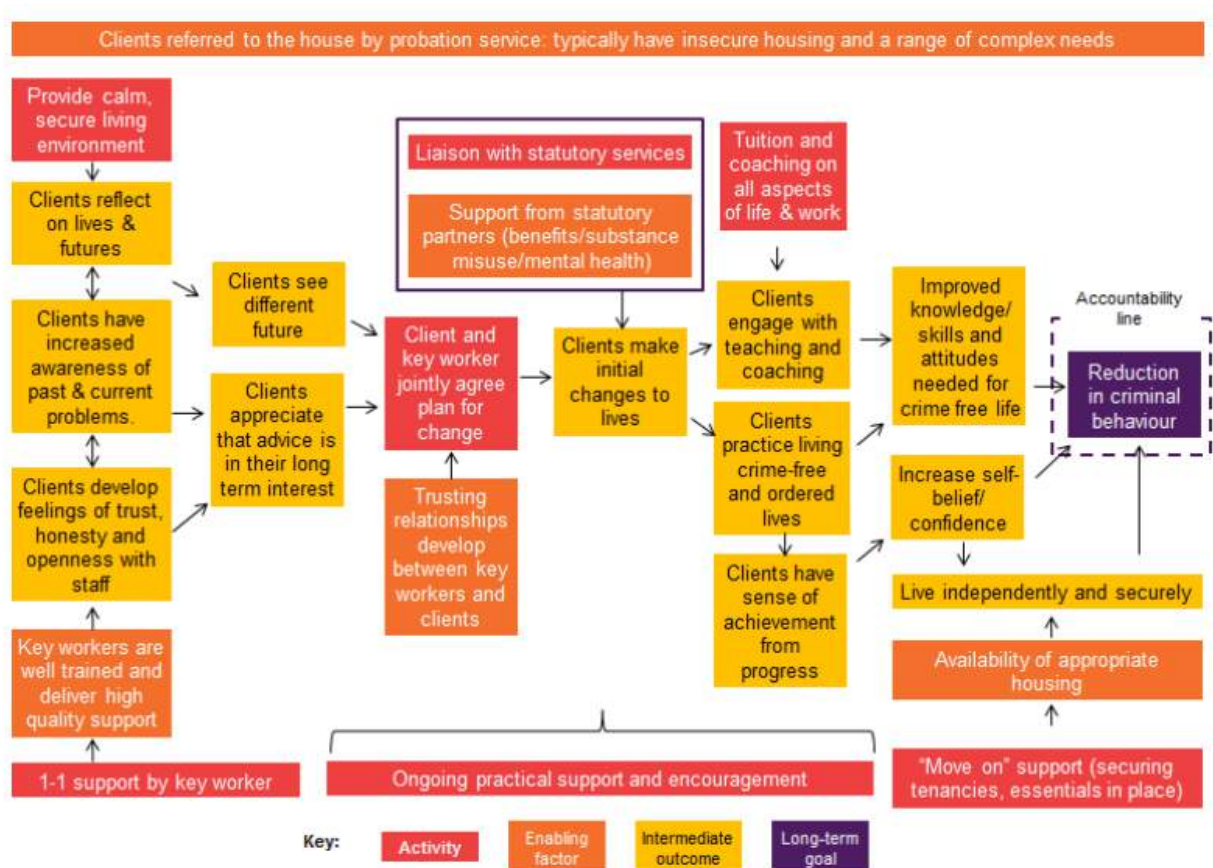 Clients referred to the house by probation service: typically have insecure housing and a range of complex needs
Provide calm,
secure living
environment
Clients reflect
on lives &
futures
Clients have
increased
awareness of
past & current
problems.
Clients develop
feelings of trust,
honesty and
openness with
staff
Key workers are
well trained and
deliver high
quality support
1-1 support by key worker
Clients see
different
future
Clients
appreciate
that advice is
in their long
term interest
Client and
key worker
jointly agree
plan for
change
Trusting
relationships
develop
between key
workers and
clients
Liaison with statutory services
Support from statutory
partners (benefits/substance
misuse/mental health)
Clients make
initial
changes to
lives
Tuition and
coaching on
all aspects
of life & work
Clients
engage with
teaching and
coaching
Clients
practice living
crime-free
and ordered
lives
Clients have
sense of
achievement
from
progress
Ongoing practical support and encouragement
Improved
knowledge/
skills and
attitudes
needed for
crime free life
Increase self-
belief/
confidence
Live independently and securely
Availability of appropriate
housing
"Move on" support (securing
tenancies, essentials in place)
Accountability
line
Reduction
in criminal
behaviour
Key:
Activity
Enabling
factor
Intermediate
outcome
Long-term
goal